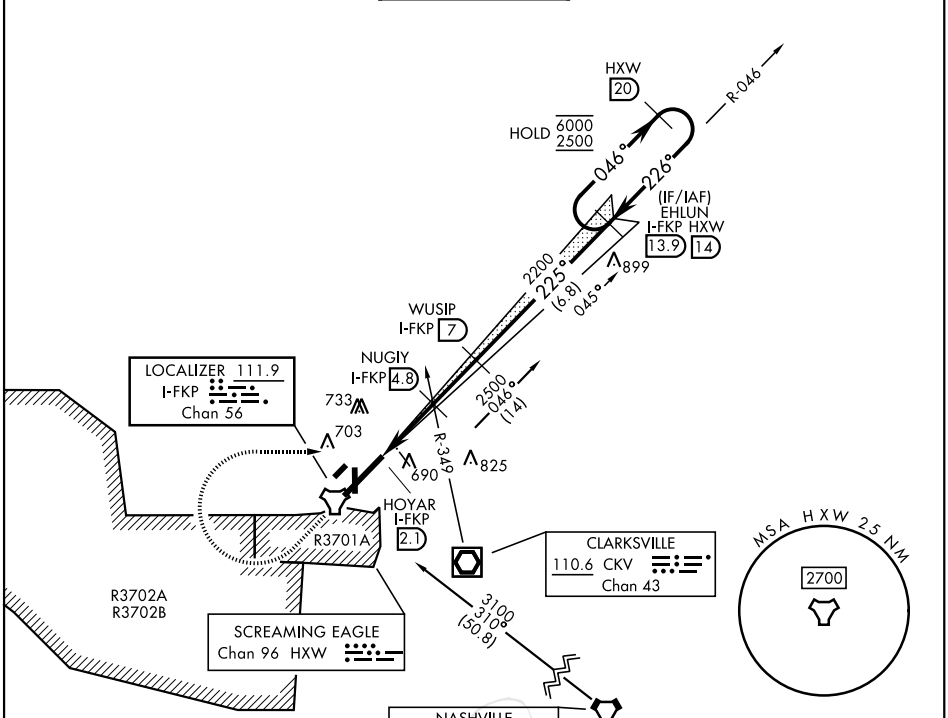 HXW
20
R-046
HOLD 6000
2500
046°
226°
(IF/IAF)
EHLUN
I-FKP HXW
13.9 14
899
2200
225°
(6.8)
045°
WUSIP
I-FKP 7
NUGIY
I-FKP 4.8
LOCALIZER 111.9
I-FKP
Chan 56
733
703
2500
046°
(14)
R-349
690
825
HOYAR
I-FKP
2.1
R3701A
CLARKSVILLE
110.6 CKV
Chan 43
MSA HXW 25 NM
2700
R3702A
R3702B
3100
310°
(50.8)
SCREAMING EAGLE
Chan 96 HXW
NASHVILLE